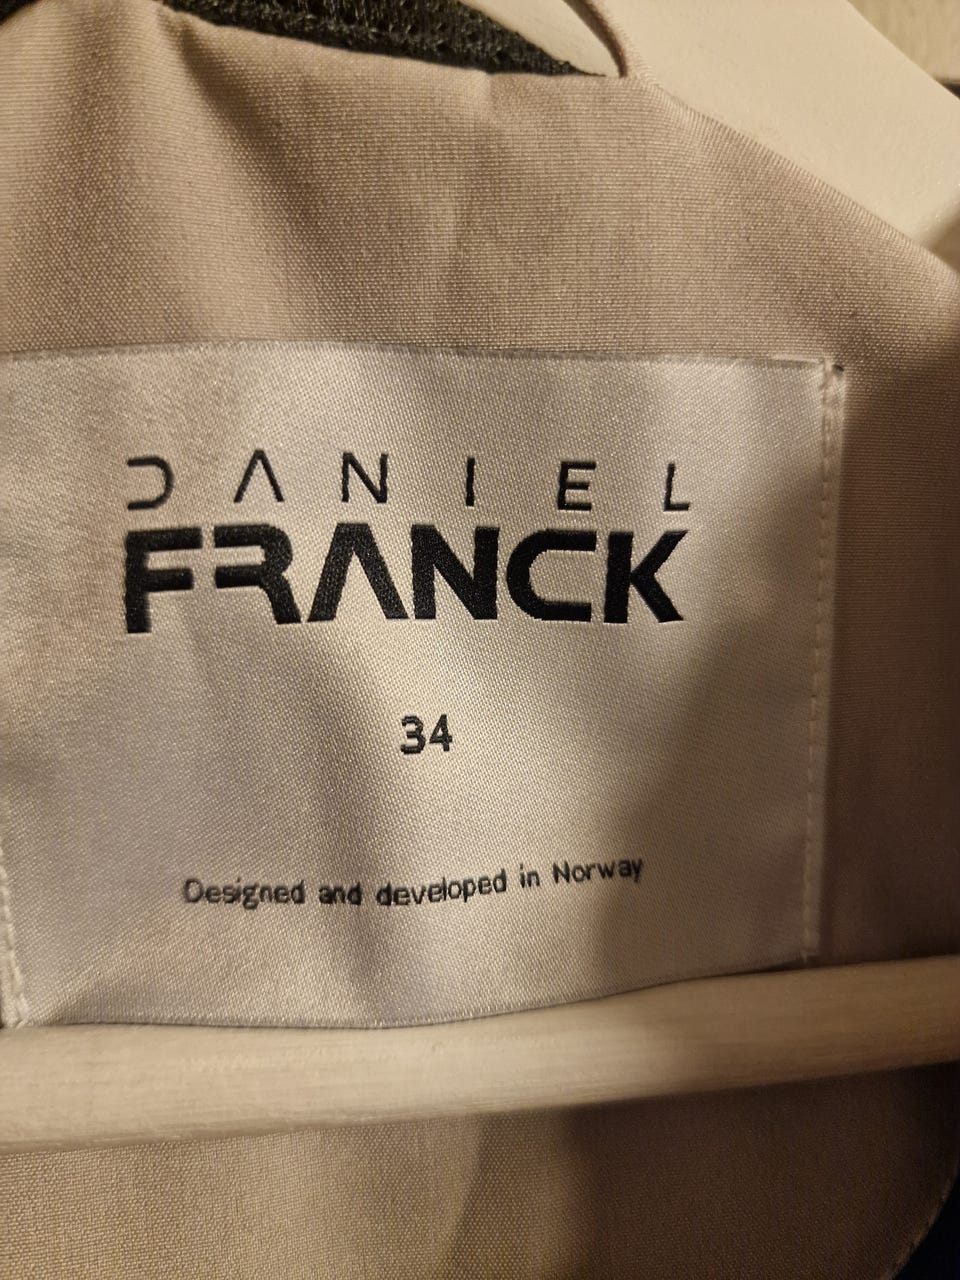 DANIEL
FRANCK
34
Designed and developed in Norway